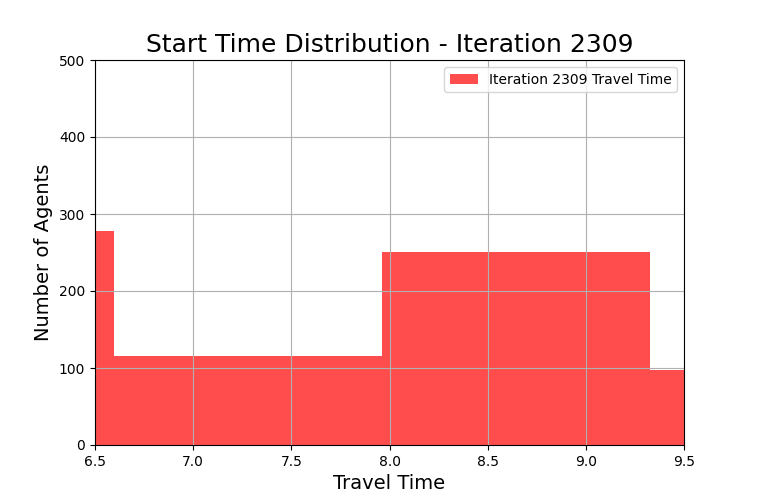 Start Time Distribution - Iteration 2309
Iteration 2309 Travel Time
Number of Agents
500
400
300
200
100
0
6.5 7.0 7.5 8.0 8.5 9.0 9.5
Travel Time